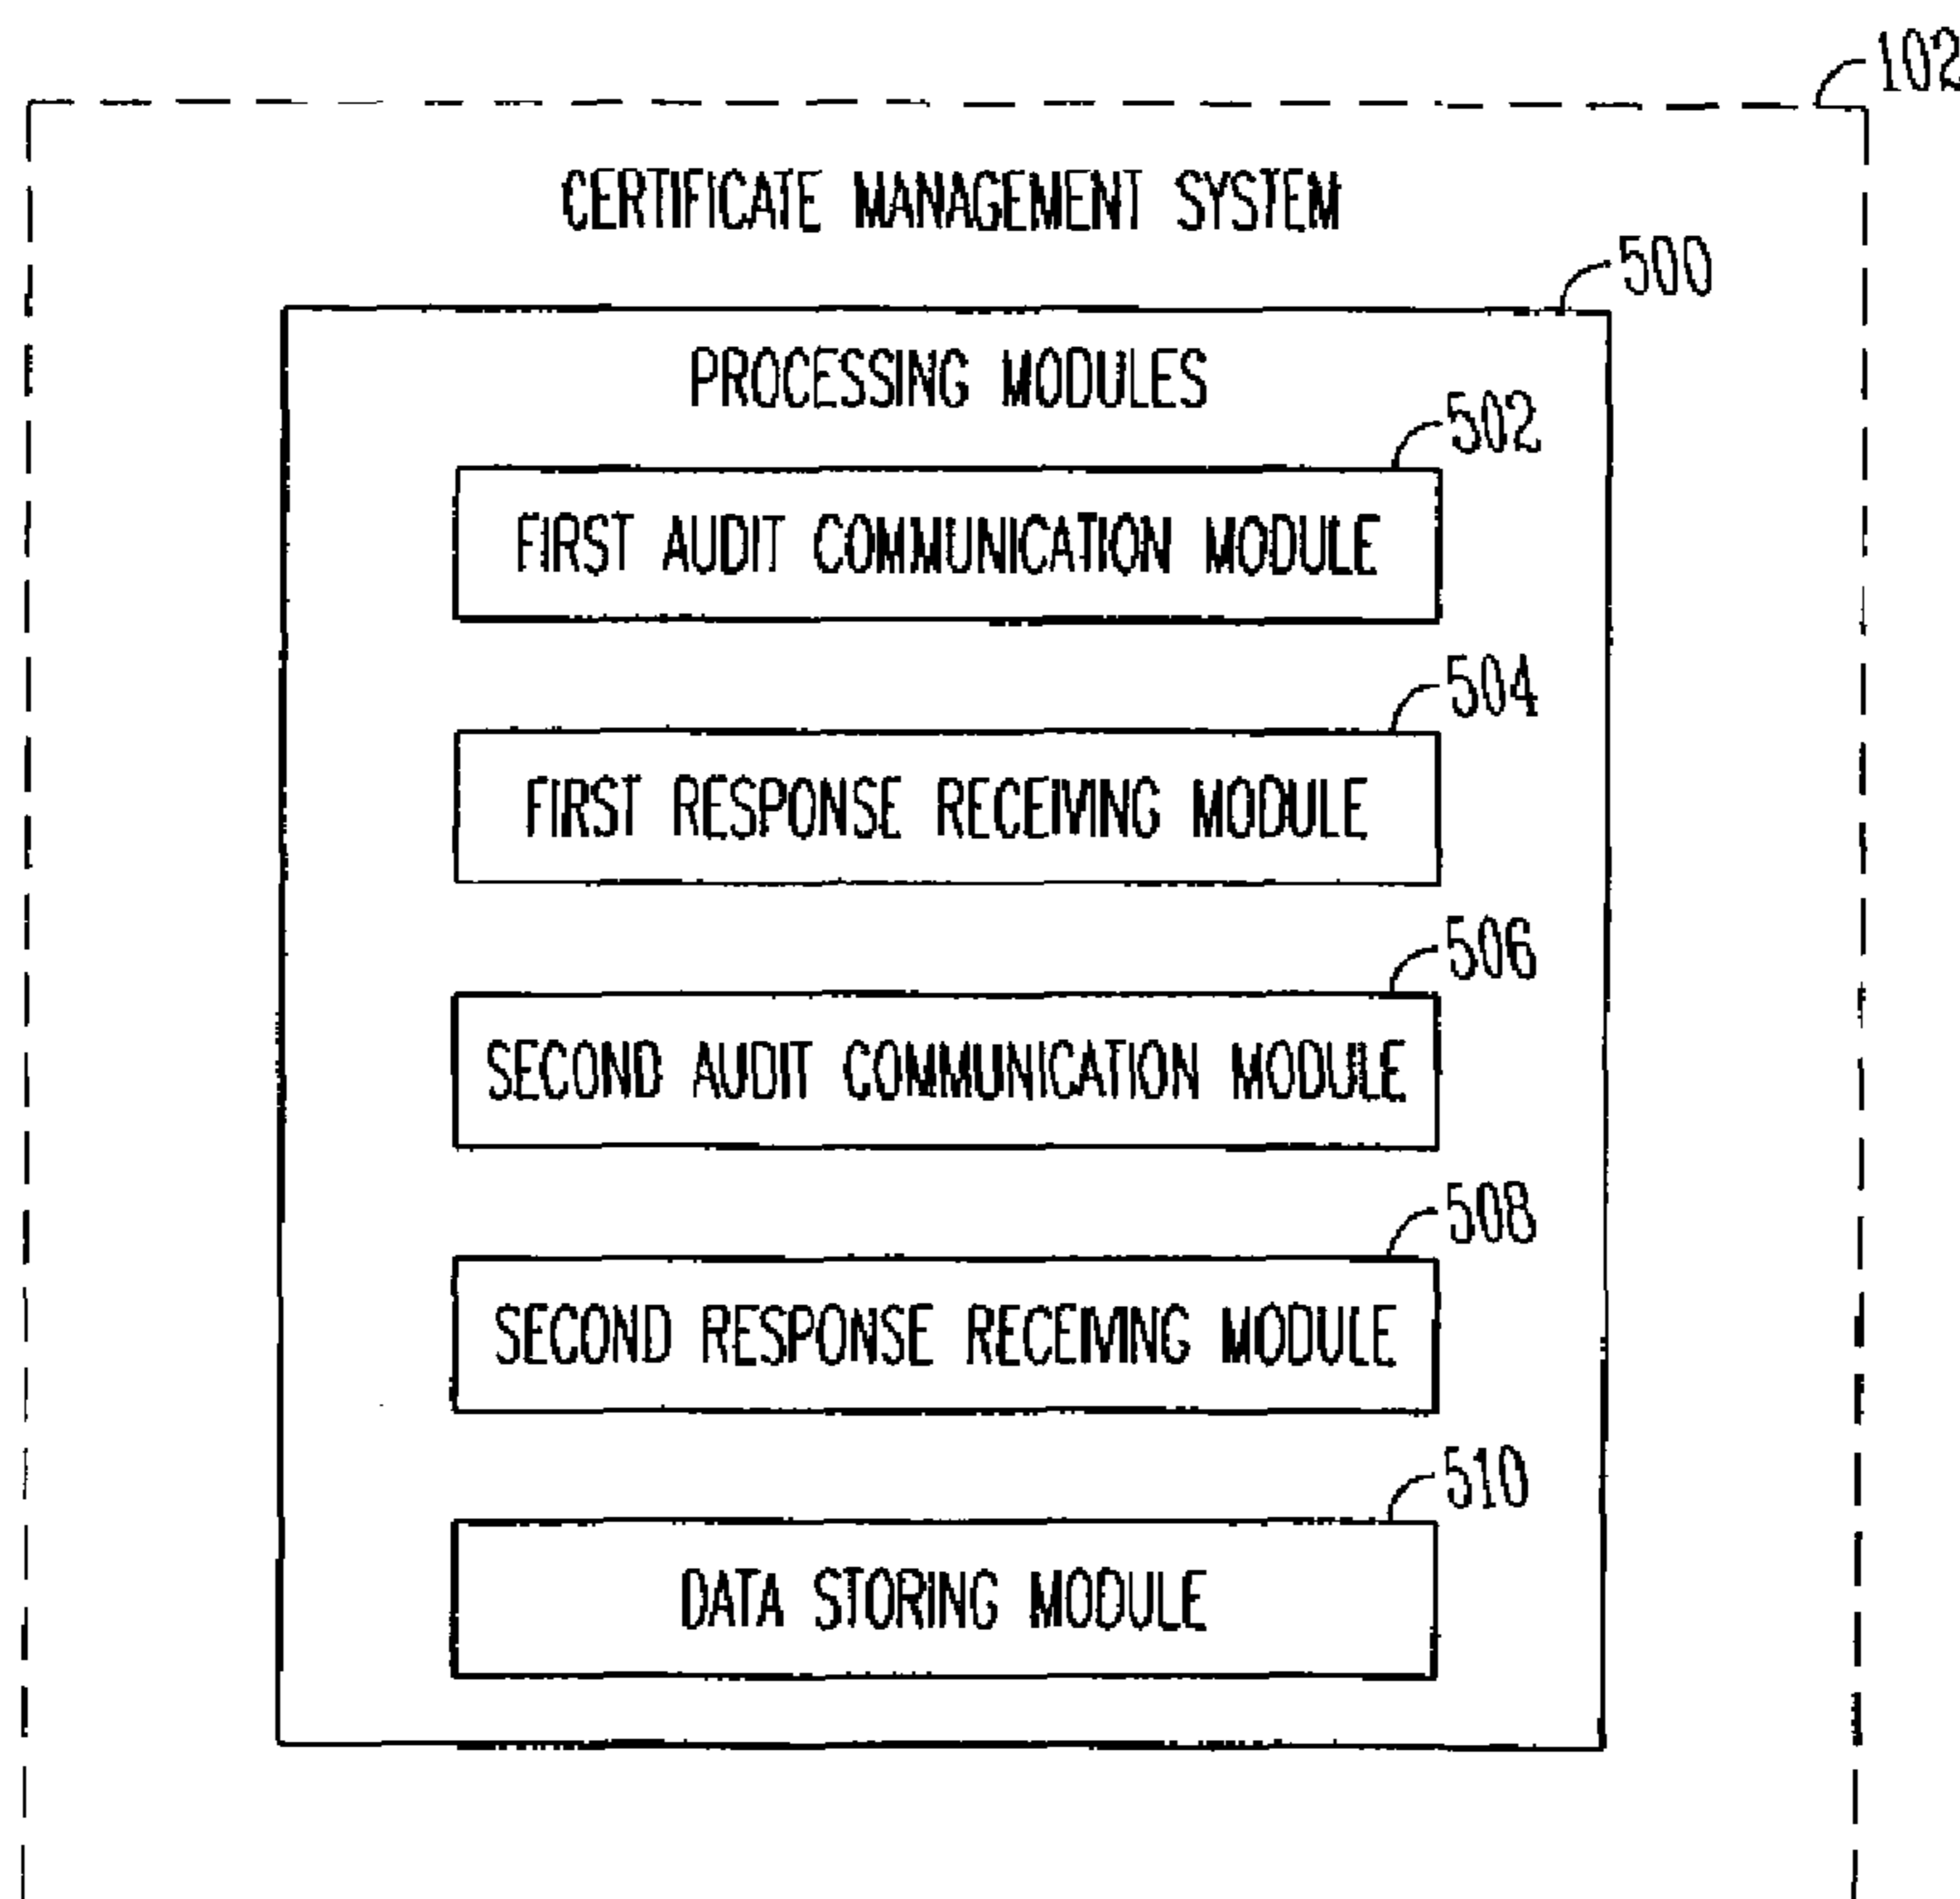 102
CERTIFICATE MANAGEMENT SYSTEM
500
PROCESSING MODULES
502
FIRST AUDIT COMMUNICATION MODULE
504
FIRST RESPONSE RECEIVING MODULE
506
SECOND AUDIT COMMUNICATION MODULE
508
SECOND RESPONSE RECEIVING MODULE
510
DATA STORING MODULE